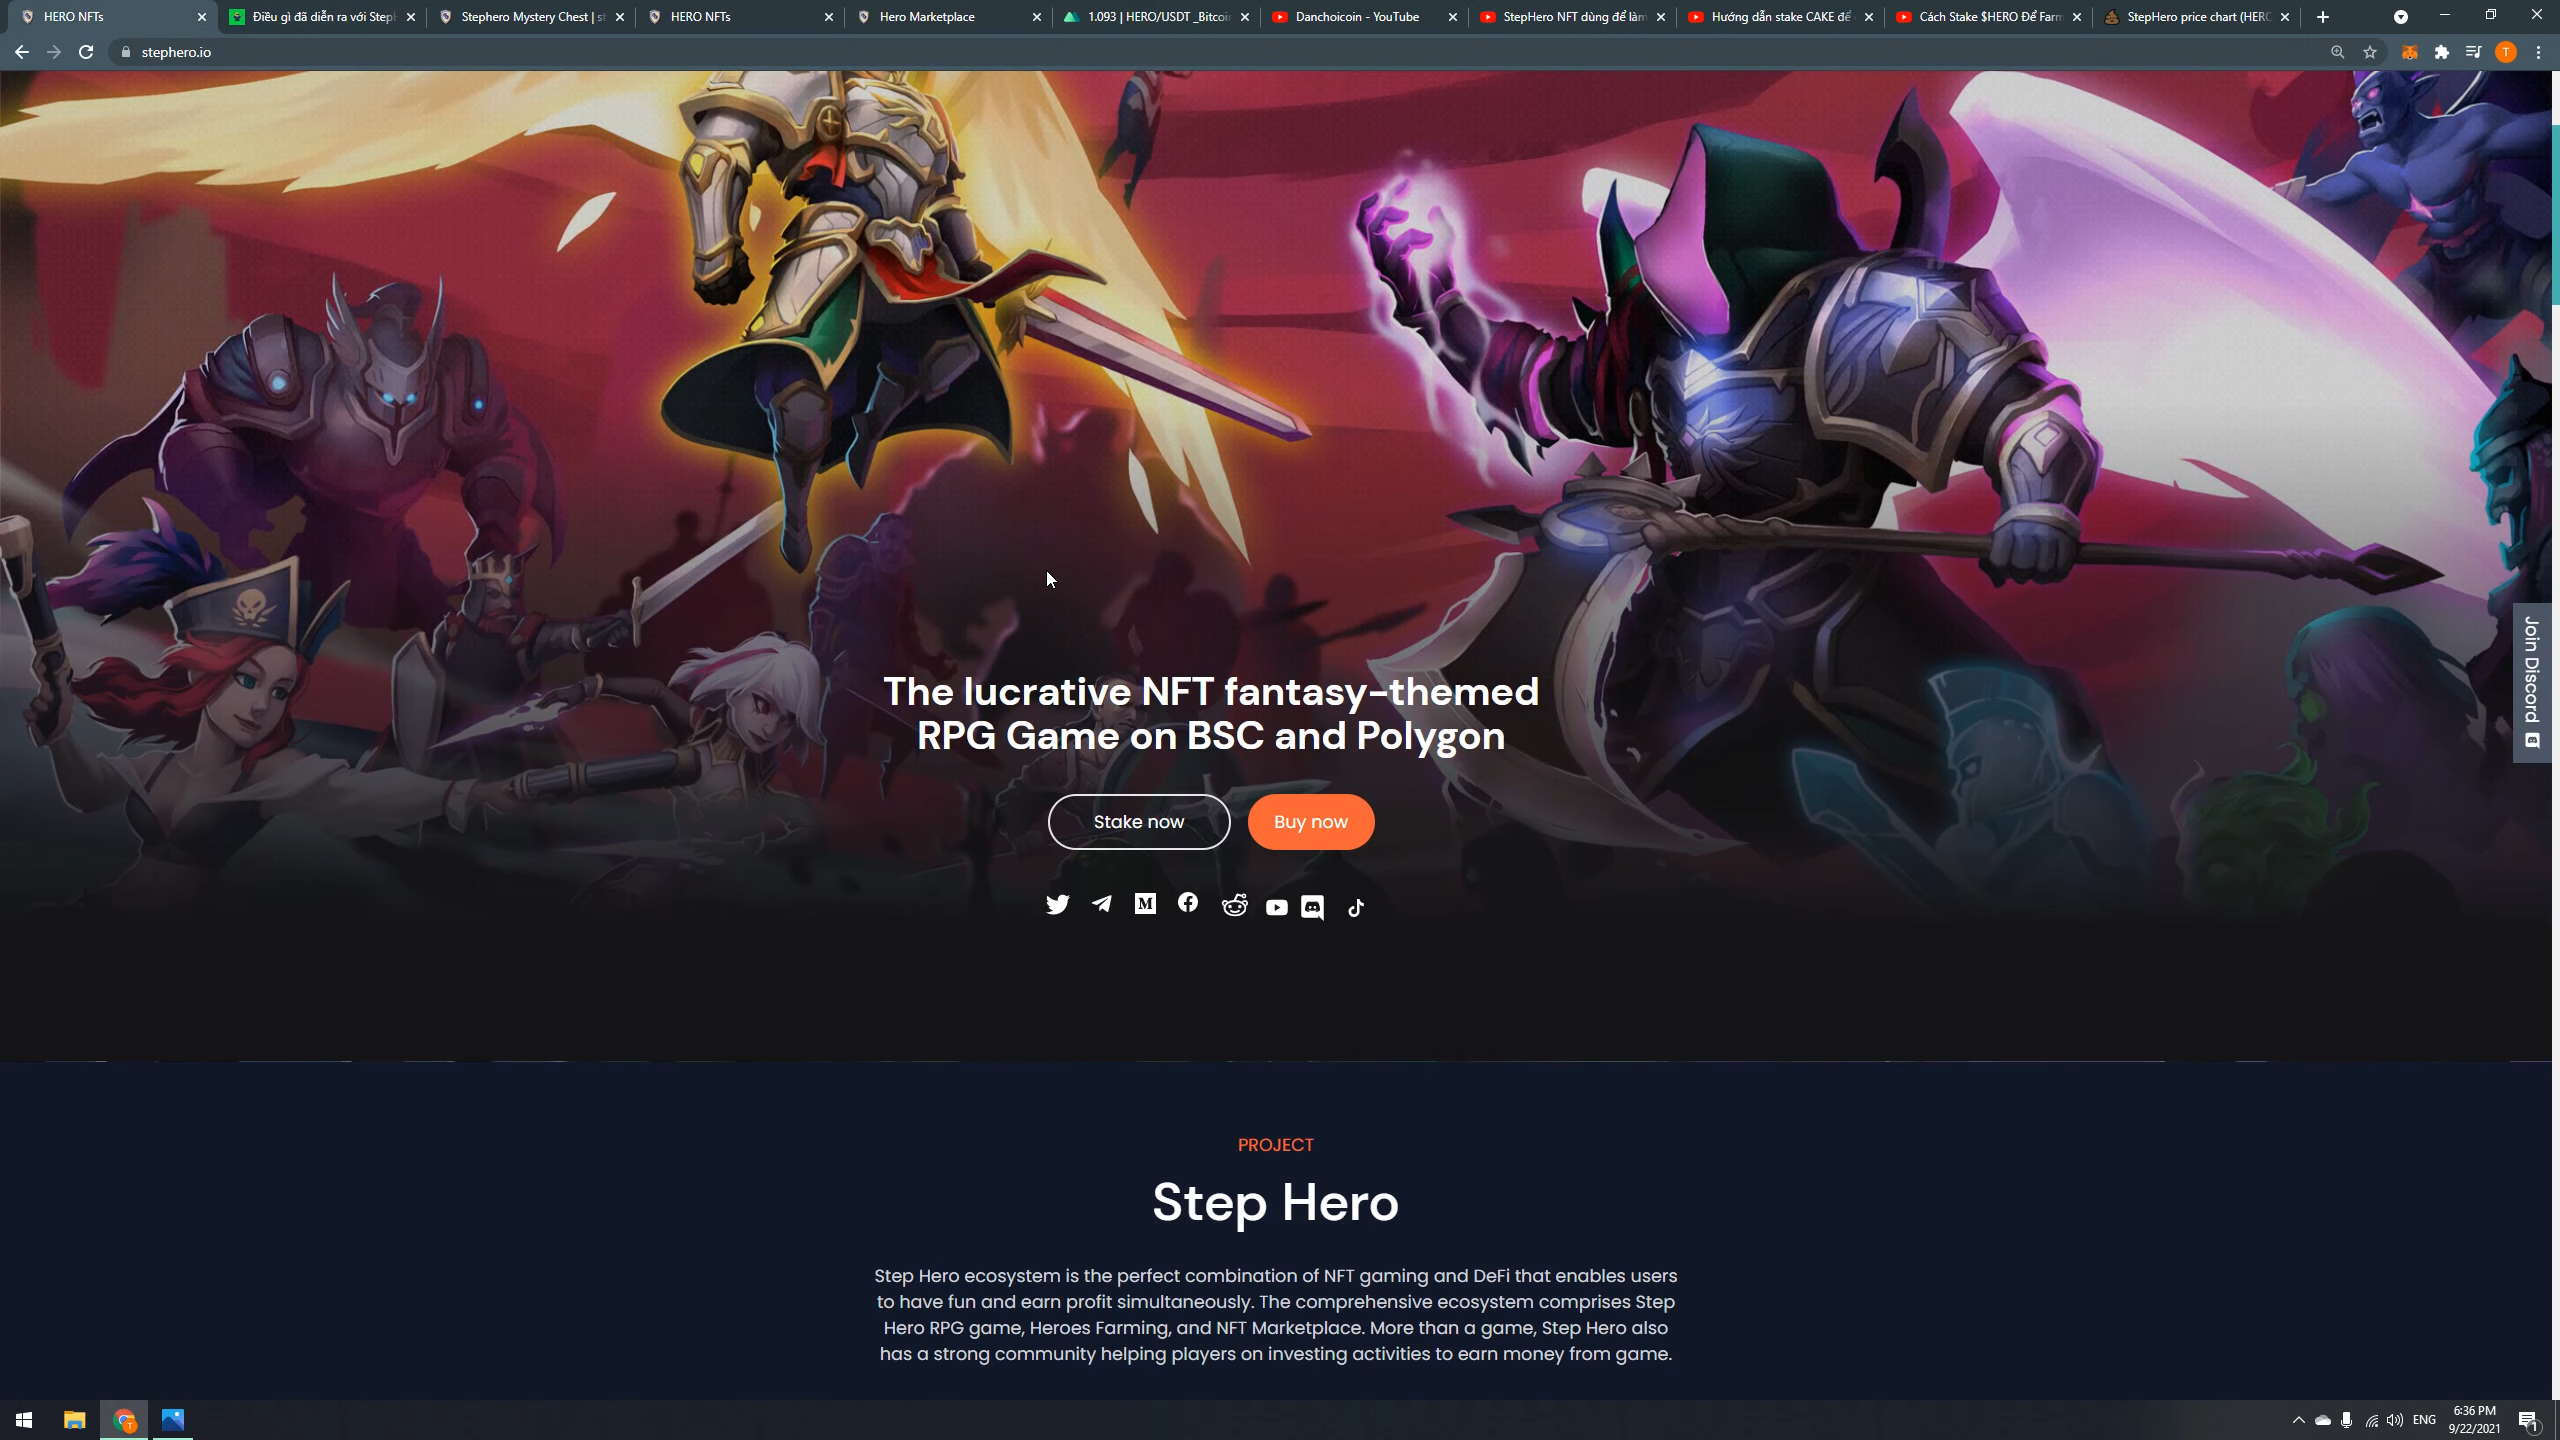 HERO NFTs
Điều gì đã diễn ra với Step
Stephero Mystery Chest | st
HERO NFTs
Hero Marketplace
1.093 | HERO/USDT _Bitcoi
Danchoicoin - YouTube
StepHero NFT dùng để làm
Hướng dẫn stake CAKE để
Cách Stake $HERO Để Farm
StepHero price chart (HERO
stephero.io
T
Join Discord
The lucrative NFT fantasy-themed
RPG Game on BSC and Polygon
Stake now
Buy now
M
PROJECT
Step Hero
Step Hero ecosystem is the perfect combination of NFT gaming and DeFi that enables users
to have fun and earn profit simultaneously. The comprehensive ecosystem comprises Step
Hero RPG game, Heroes Farming, and NFT Marketplace. More than a game, Step Hero also
has a strong community helping players on investing activities to earn money from game.
T
ENG
6:36 PM
9/22/2021
1